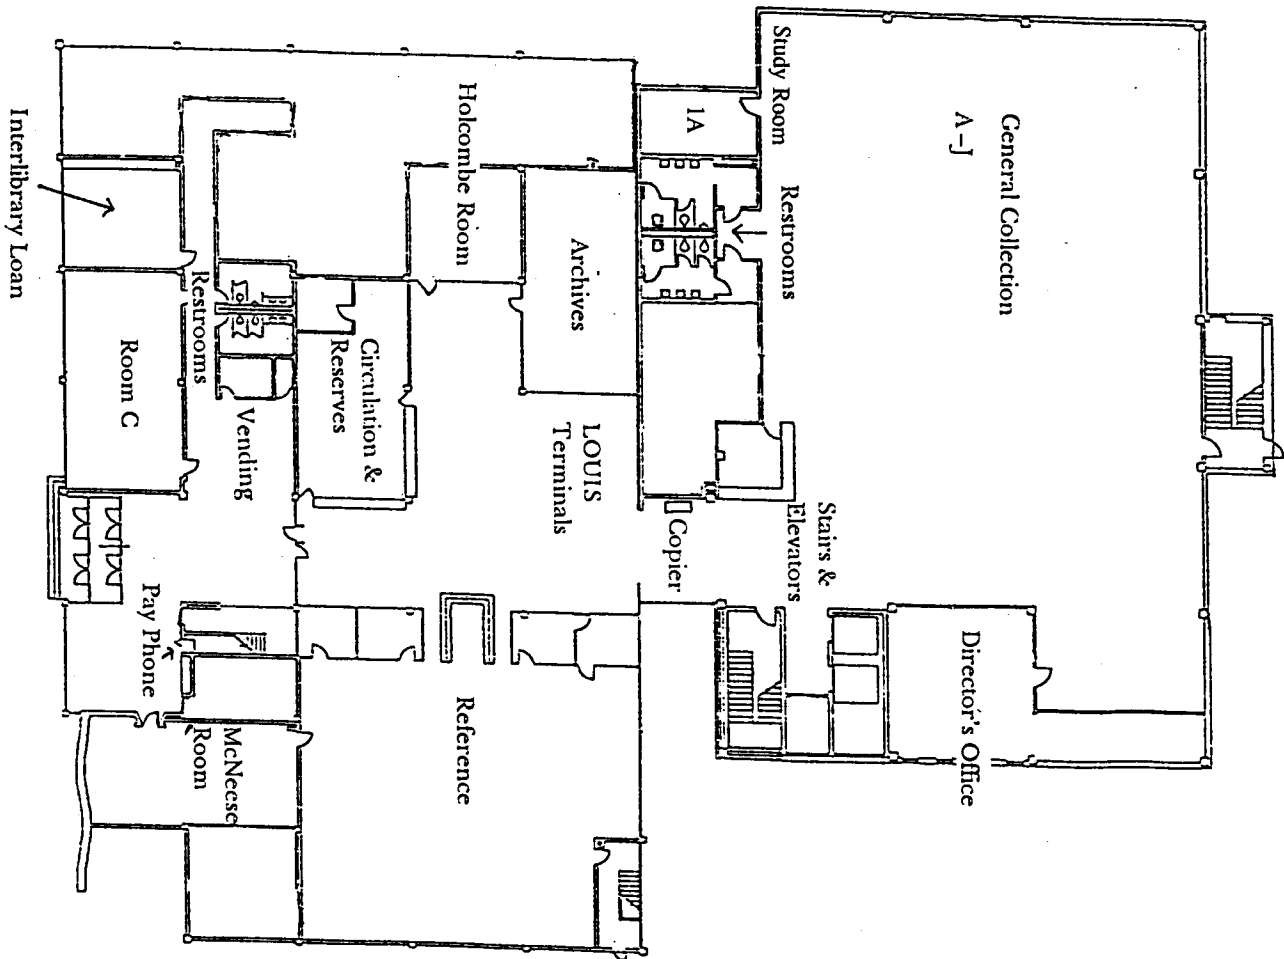 General Collection
A-J
Study Room
1A
Restrooms
Stairs &
Elevators
Director's Office
Holcombe Room
Archives
LOUIS
Terminals
Copier
Circulation &
Reserves
Reference
Restrooms
Vending
McNeese
Room
Pay Phone
Room C
Interlibrary Loan